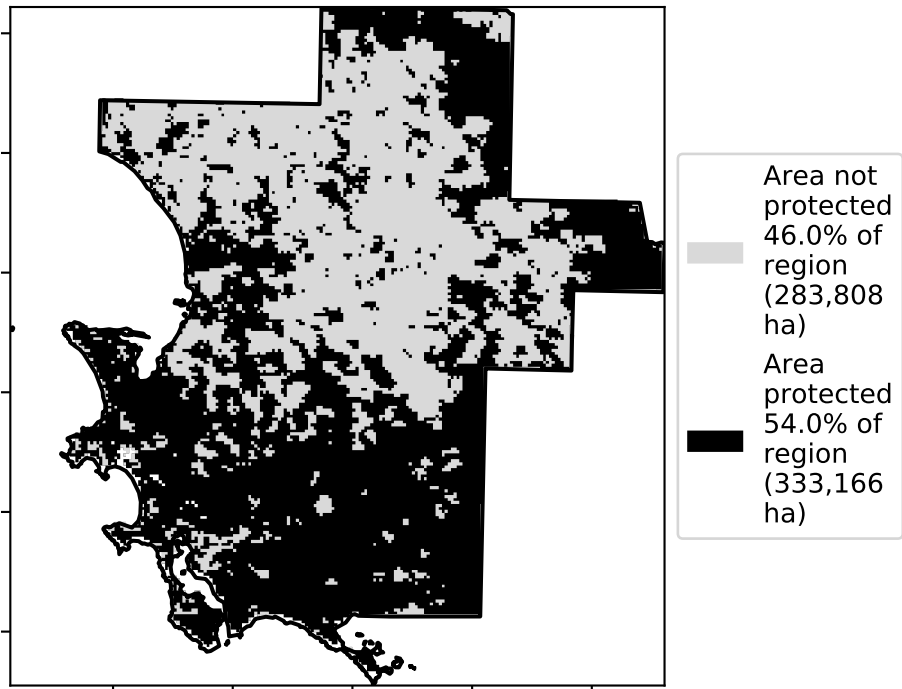 Area not
protected
46.0% of
region
(283,808
ha)
Area
protected
54.0% of
region
(333,166
ha)